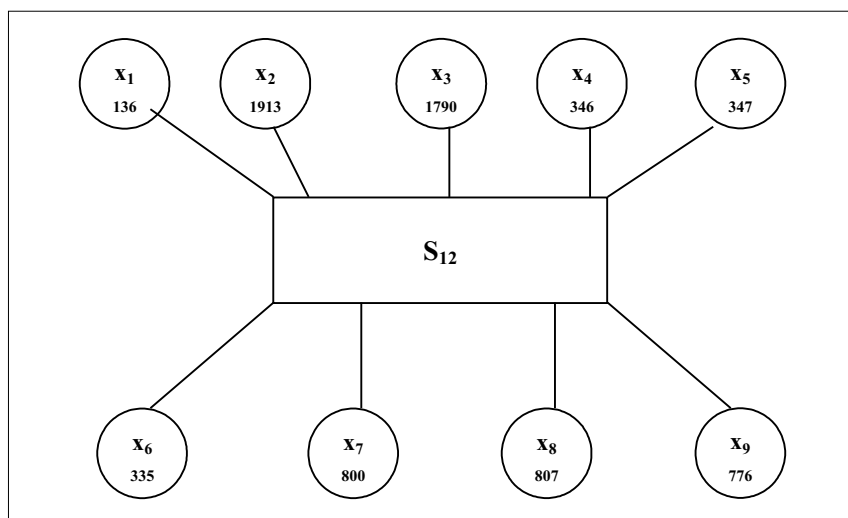 x₁ x₂ x₃ x₄ x₅
136 1913 1790 346 347
S₁₂
x₆ x₇ x₈ x₉
335 800 807 776